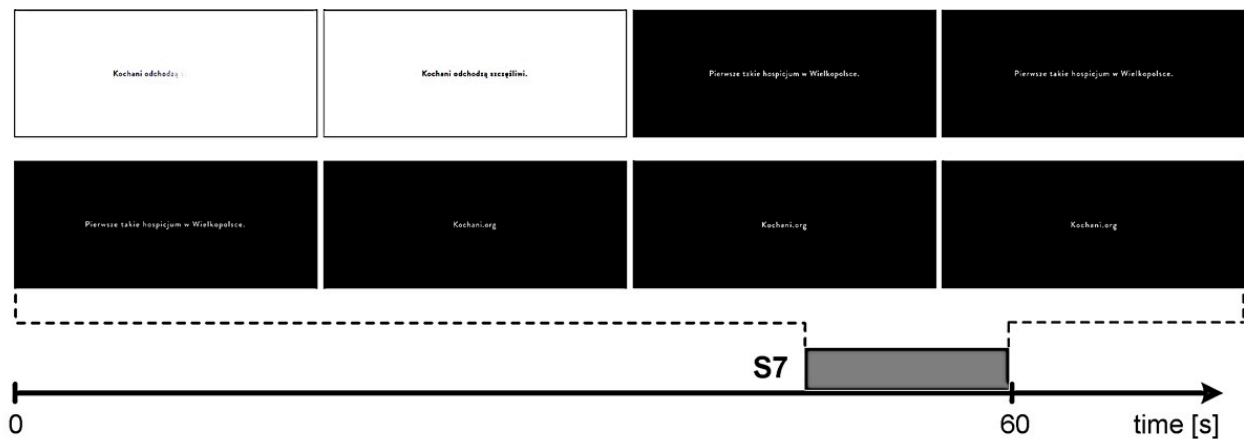 Kochani odchodzą s
Kochani odchodzą szczęśliwi.
Pierwsze takie hospicjum w Wielkopolsce.
Pierwsze takie hospicjum w Wielkopolsce.
Pierwsze takie hospicjum w Wielkopolsce.
Kochani.org
Kochani.org
Kochani.org
S7
0
60
time [s]